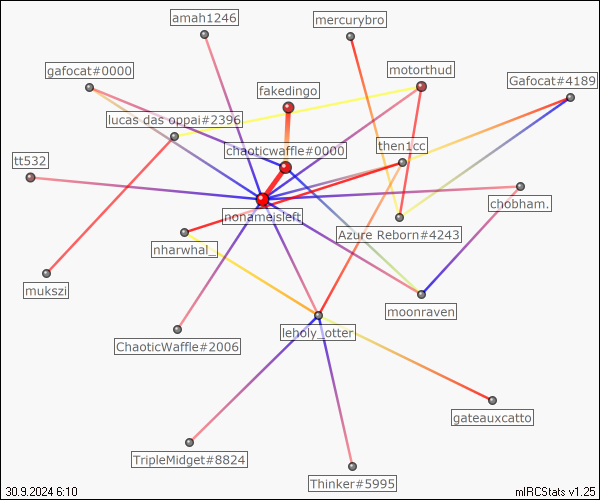 amah1246
mercurybro
gafocat#0000
motorthud
Gafocat#4189
fakedingo
lucas das oppai#2396
chaoticwaffle#0000
then1cc
tt532
chobham.
nonameisleft
Azure Reborn#4243
nharwhal_
mukszi
moonraven
leholy_otter
ChaoticWaffle#2006
gateauxcatto
TripleMidget#8824
Thinker#5995
30.9.2024 6:10
mIRCStats v1.25